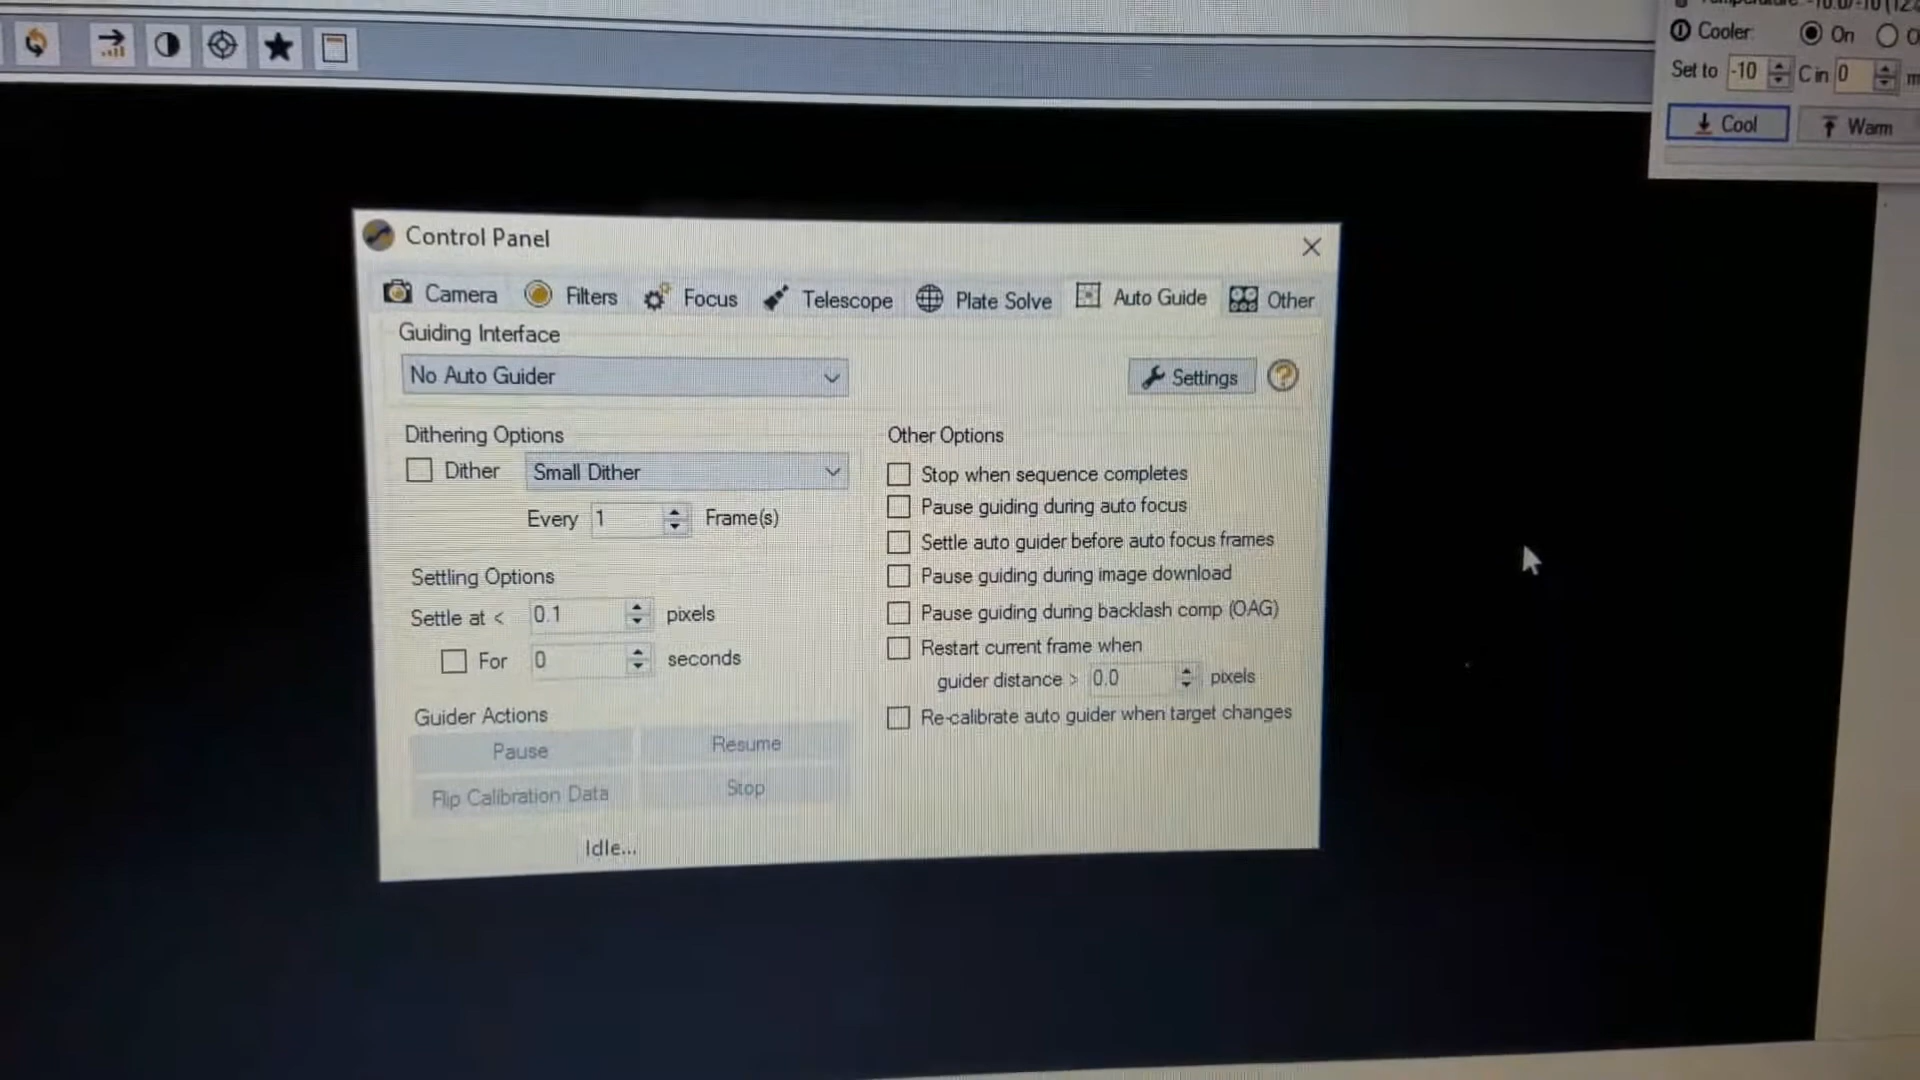 Cooler: On
Set to -10 C in 0
Cool Warm
Control Panel
Camera Filters Focus Telescope Plate Solve Auto Guide Other
Guiding Interface
No Auto Guider Settings
Dithering Options
Dither Small Dither
Every 1 Frame(s)
Settling Options
Settle at < 0.1 pixels
For 0 seconds
Guider Actions
Pause Resume
Flip Calibration Data Stop
Idle...
Other Options
Stop when sequence completes
Pause guiding during auto focus
Settle auto guider before auto focus frames
Pause guiding during image download
Pause guiding during backlash comp (OAG)
Restart current frame when
guider distance > 0.0 pixels
Re-calibrate auto guider when target changes